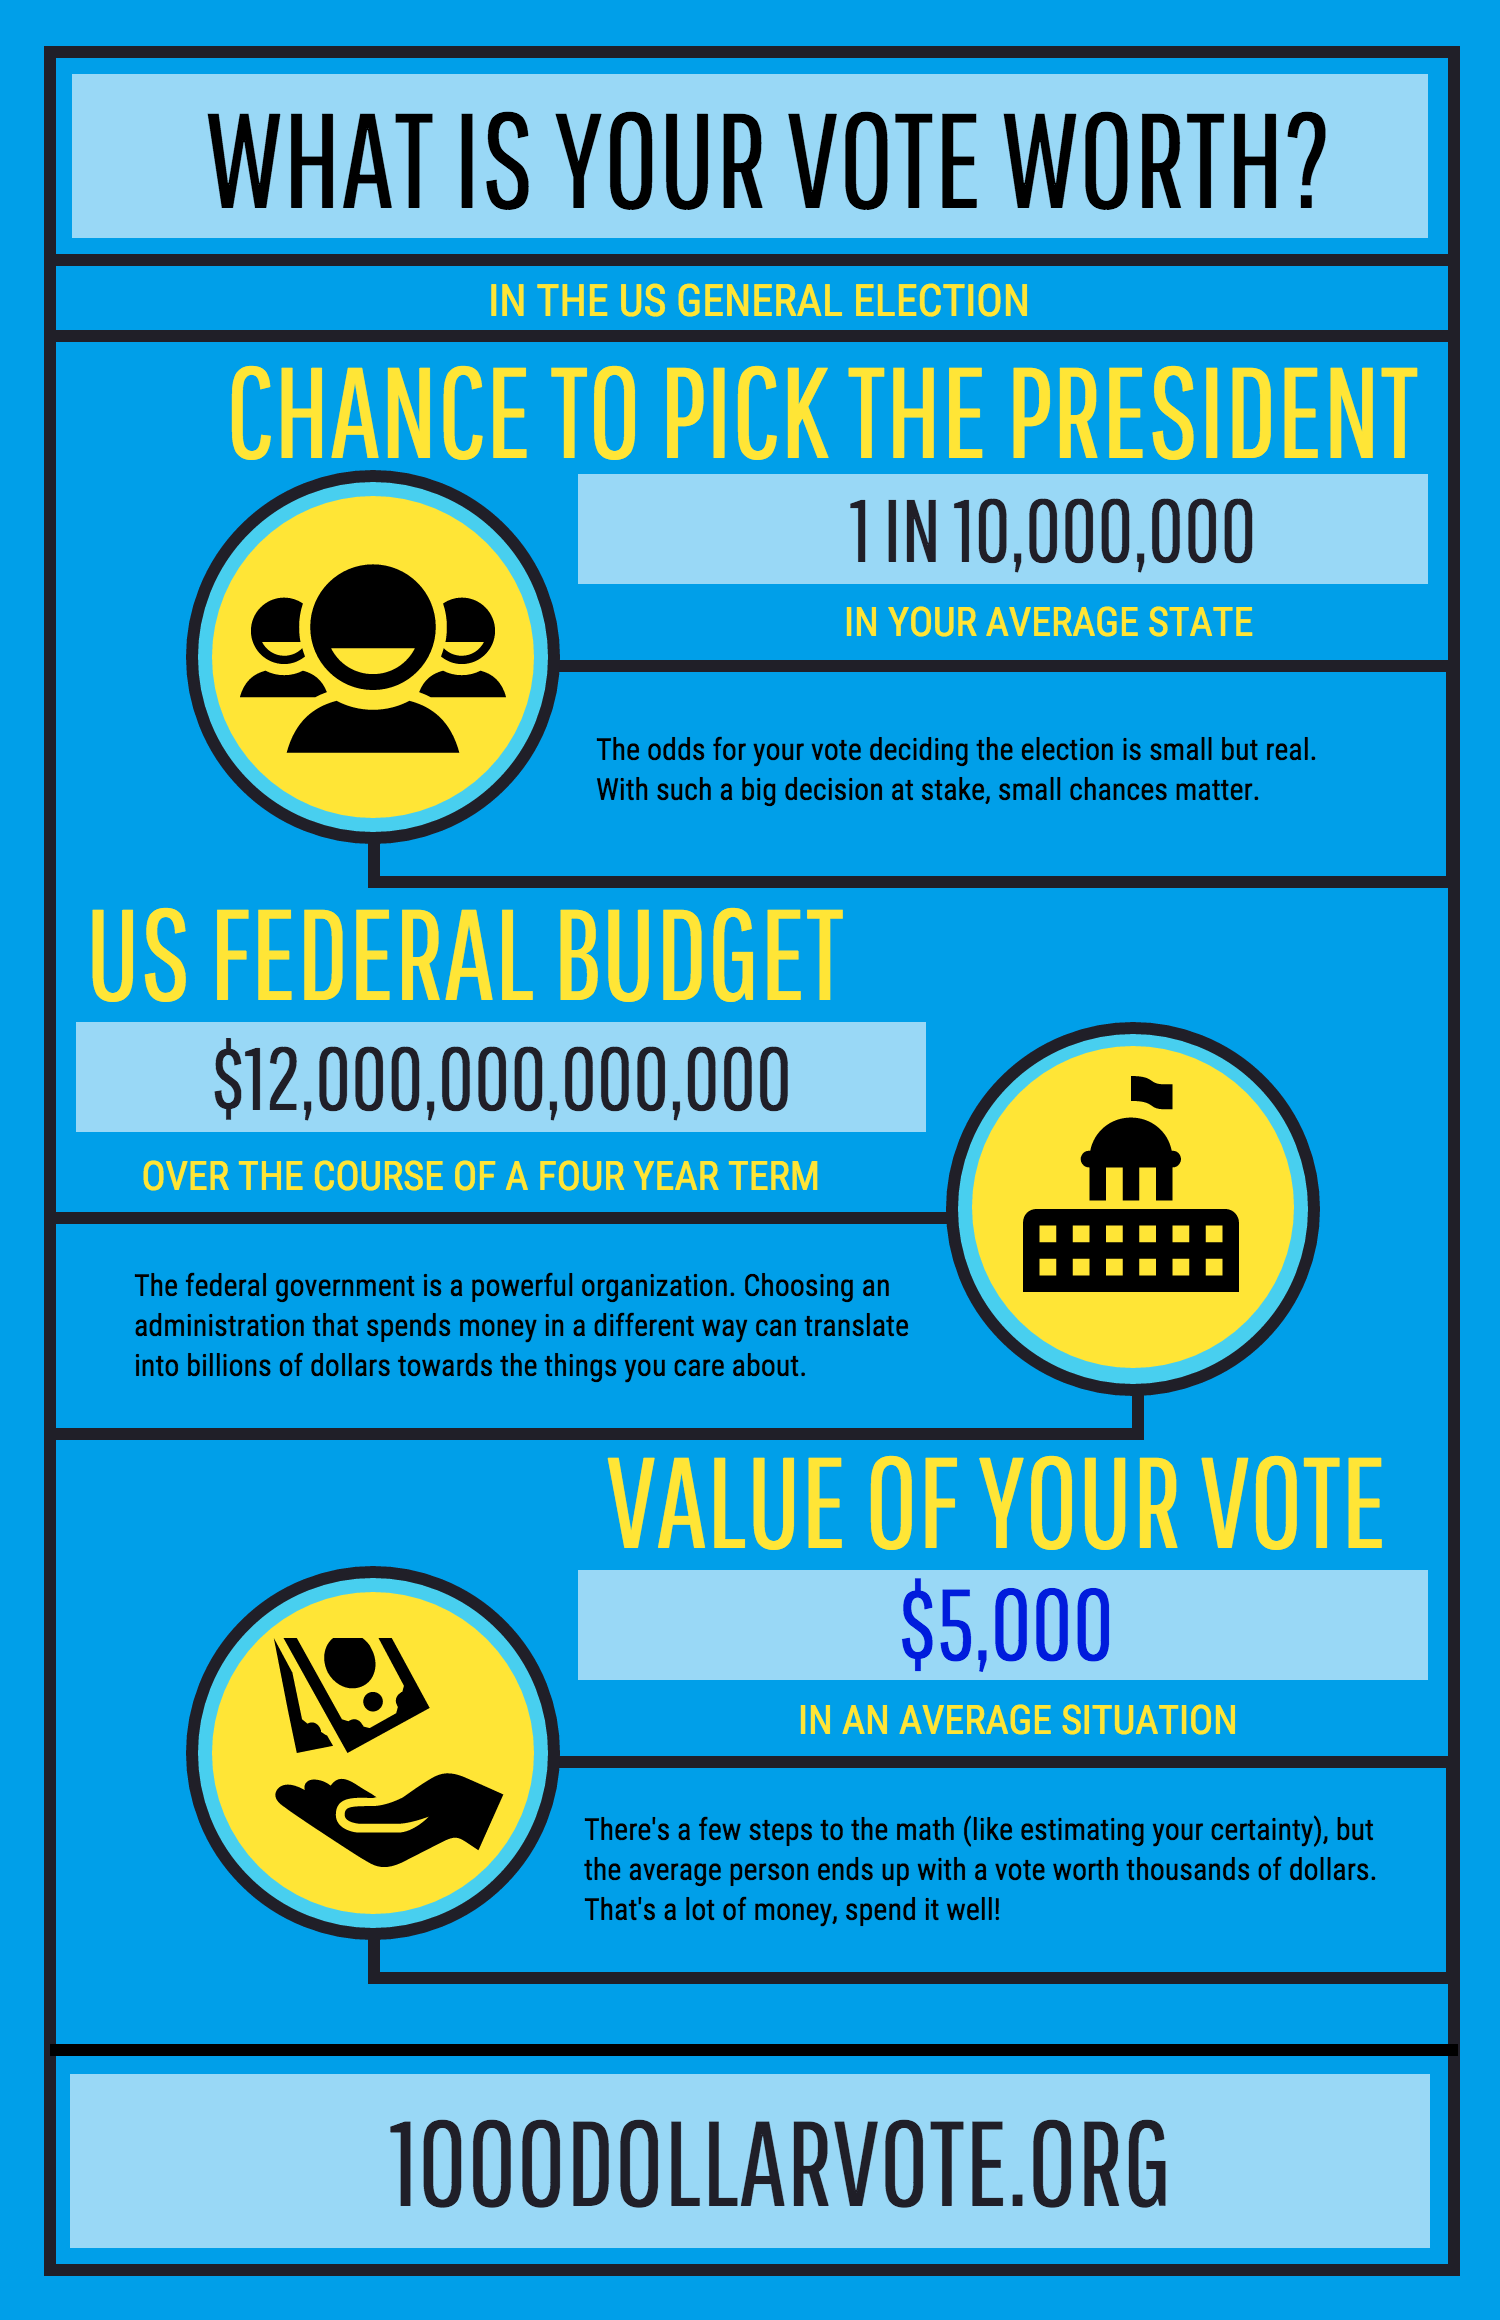 WHAT IS YOUR VOTE WORTH?
IN THE US GENERAL ELECTION
CHANCE TO PICK THE PRESIDENT
1 IN 10,000,000
IN YOUR AVERAGE STATE
The odds for your vote deciding the election is small but real.
With such a big decision at stake, small chances matter.
US FEDERAL BUDGET
$12,000,000,000,000
OVER THE COURSE OF A FOUR YEAR TERM
The federal government is a powerful organization. Choosing an
administration that spends money in a different way can translate
into billions of dollars towards the things you care about.
VALUE OF YOUR VOTE
$5,000
IN AN AVERAGE SITUATION
There's a few steps to the math (like estimating your certainty), but
the average person ends up with a vote worth thousands of dollars.
That's a lot of money, spend it well!
1000DOLLARVOTE.ORG